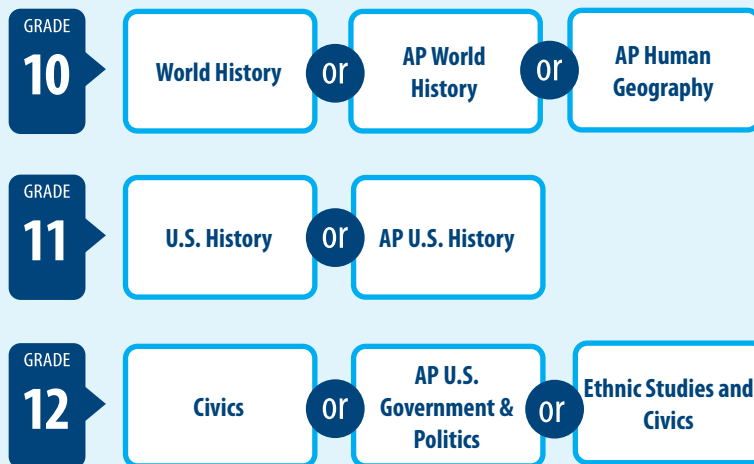 GRADE
10
World History
or
AP World
History
or
AP Human
Geography
GRADE
11
U.S. History
or
AP U.S. History
GRADE
12
Civics
or
AP U.S.
Government &
Politics
or
Ethnic Studies and
Civics